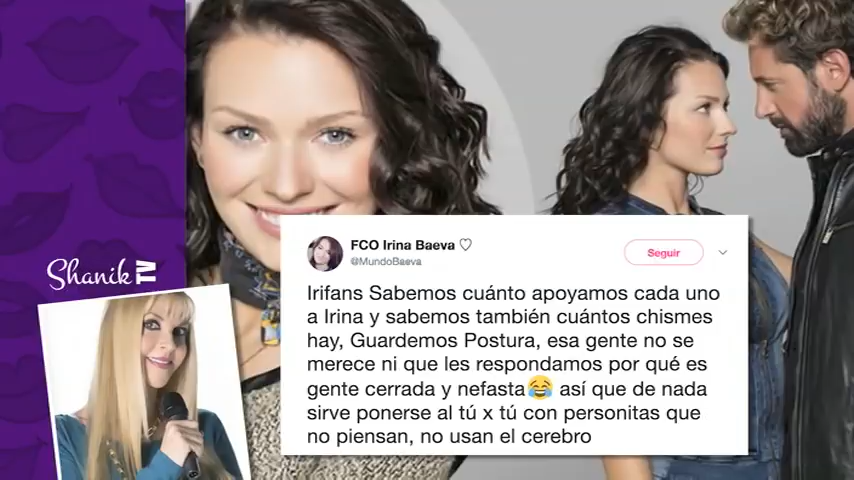 Shanik TV
FCO Irina Baeva ♡
@MundoBaeva
Seguir
Irifans Sabemos cuánto apoyamos cada uno
a Irina y sabemos también cuántos chismes
hay, Guardemos Postura, esa gente no se
merece ni que les respondamos por qué es
gente cerrada y nefasta😂 así que de nada
sirve ponerse al tú x tú con personitas que
no piensan, no usan el cerebro